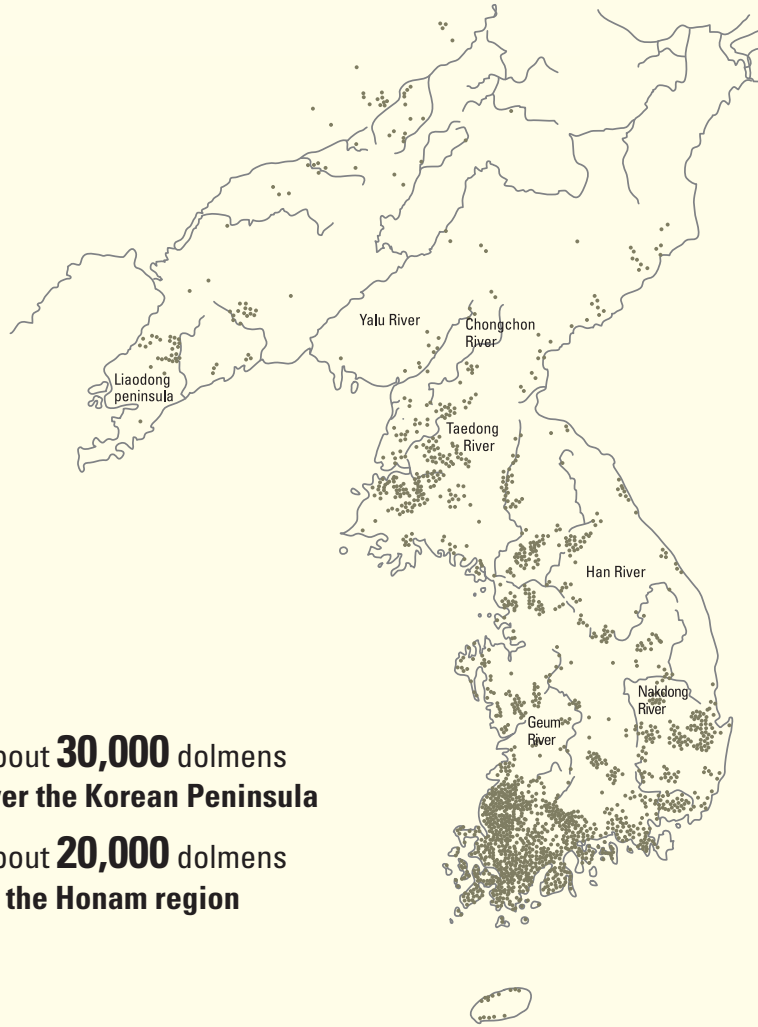 Yalu River
Chongchon
River
Liaodong
peninsula
Taedong
River
Han River
Nakdong
River
Geum
River
bout 30,000 dolmens
ver the Korean Peninsula
bout 20,000 dolmens
the Honam region